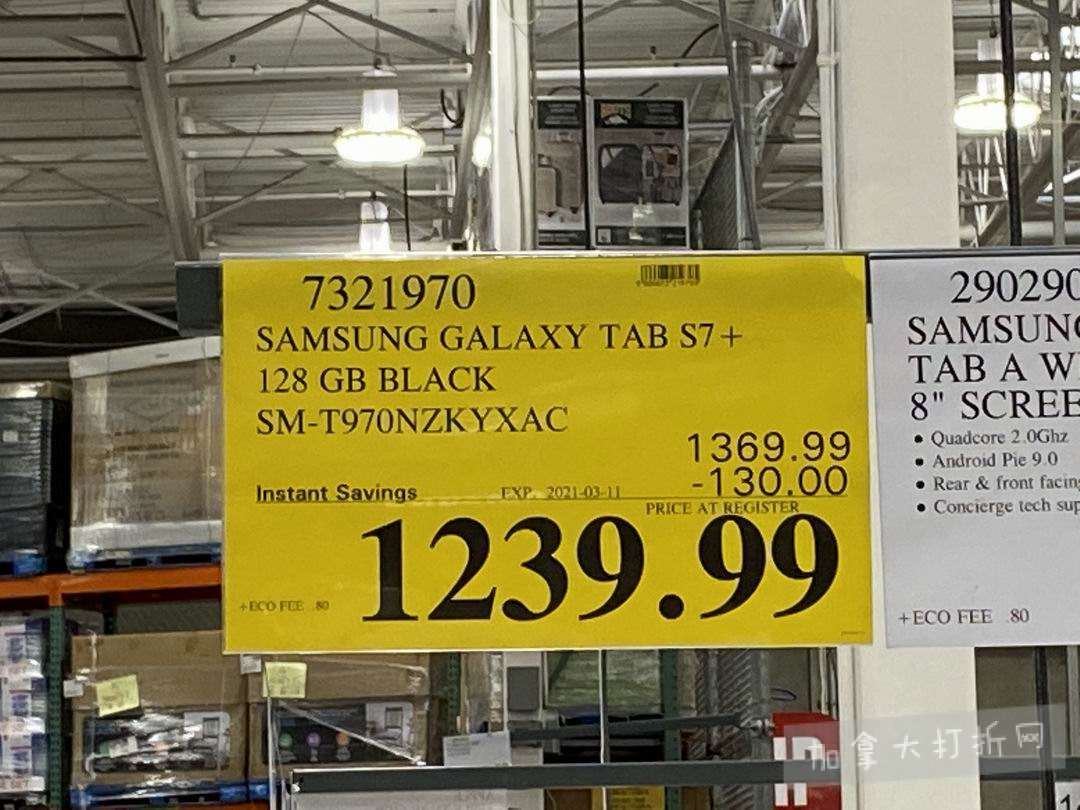 7321970
SAMSUNG GALAXY TAB S7+
128 GB BLACK
SM-T970NZKYXAC
1369.99
-130.00
Instant Savings
EXP. 2021-03-11
PRICE AT REGISTER
1239.99
+ECO FEE .80
290290
SAMSUNG
TAB A W
8" SCREE
• Quadcore 2.0Ghz
• Android Pie 9.0
• Rear & front facing
• Concierge tech sup
+ECO FEE .80
加拿大打折网